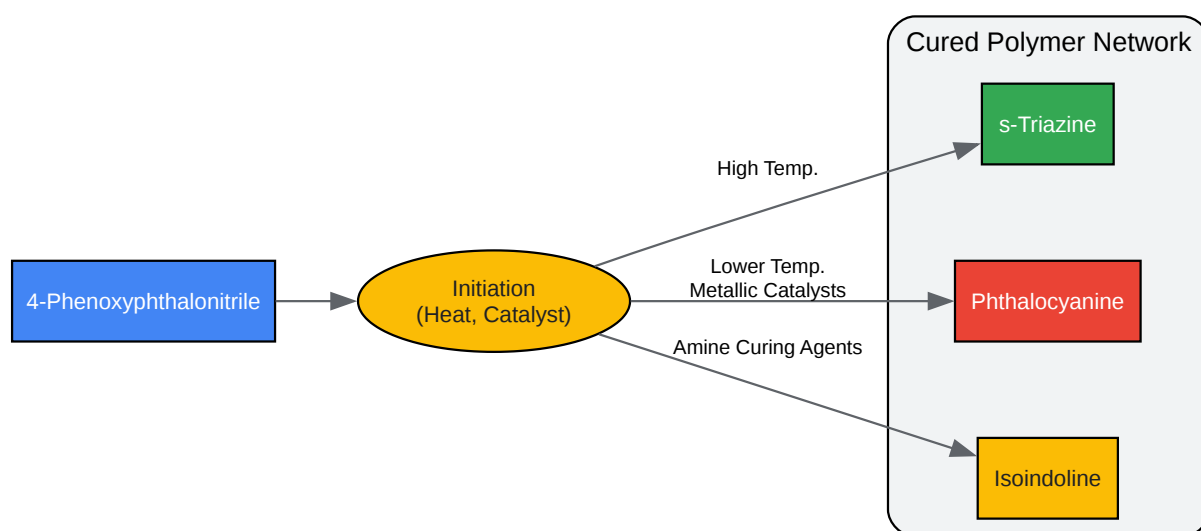 Cured Polymer Network
s-Triazine
High Temp.
4-Phenoxyphthalonitrile
Initiation
(Heat, Catalyst)
Lower Temp.
Metallic Catalysts
Phthalocyanine
Amine Curing Agents
Isoindoline